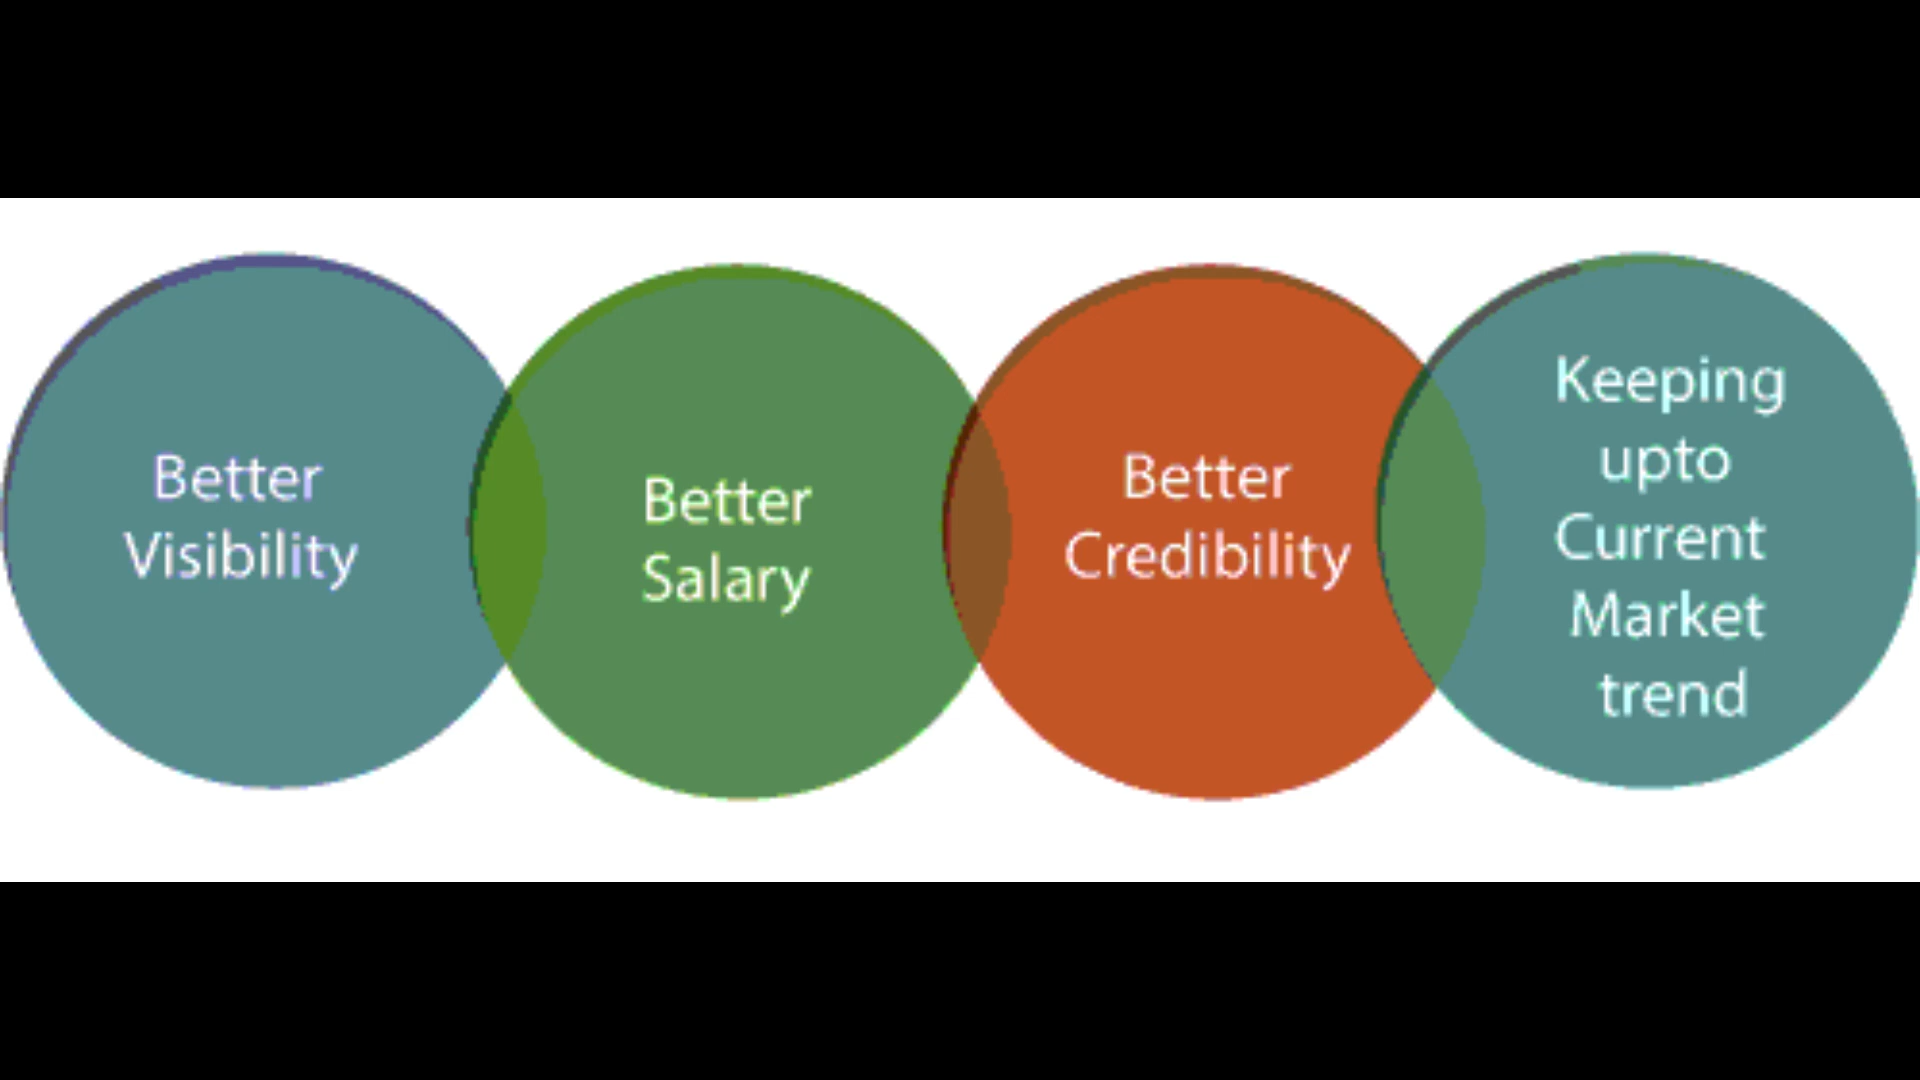 Better
Visibility
Better
Salary
Better
Credibility
Keeping
upto
Current
Market
trend